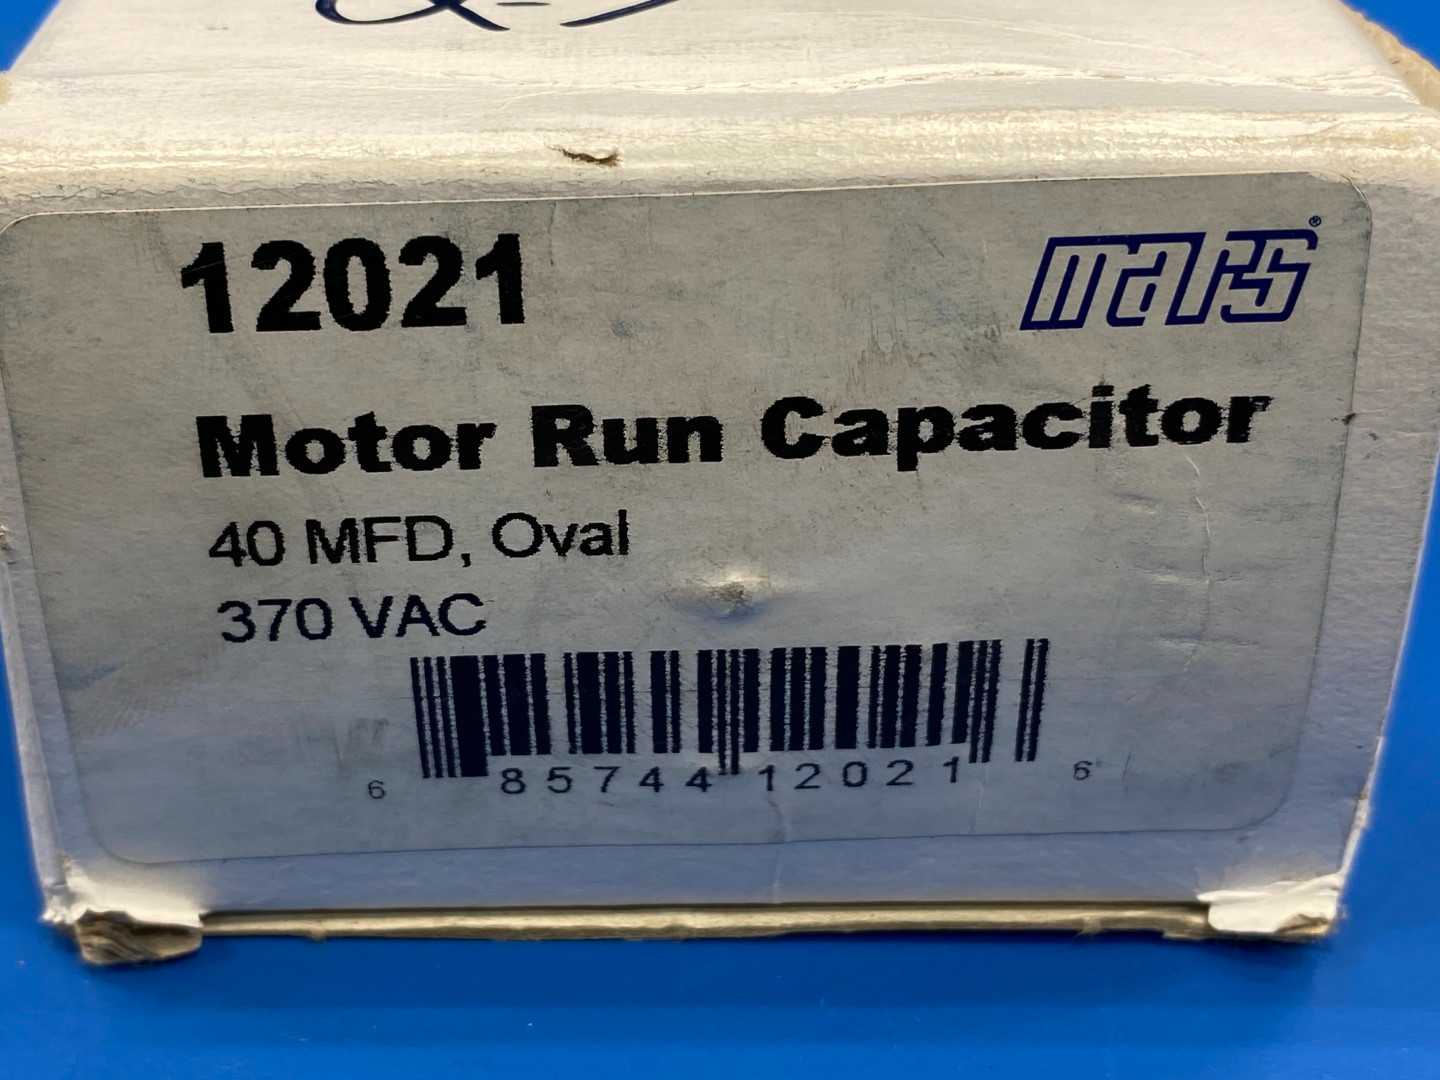 12021
mars®
Motor Run Capacitor
40 MFD, Oval
370 VAC
6 85744 12021 6